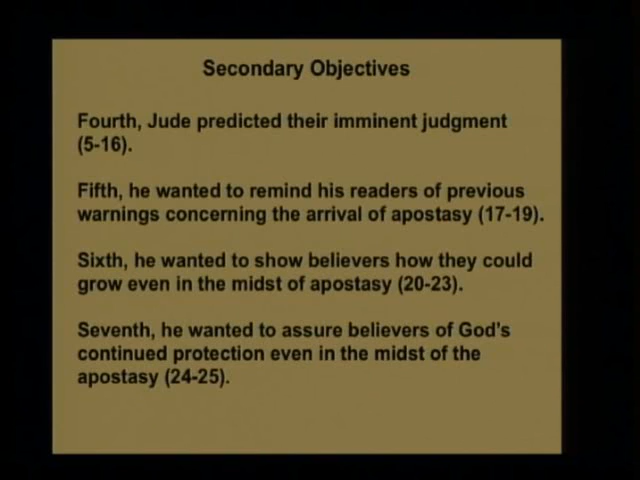 Secondary Objectives
Fourth, Jude predicted their imminent judgment
(5-16).
Fifth, he wanted to remind his readers of previous
warnings concerning the arrival of apostasy (17-19).
Sixth, he wanted to show believers how they could
grow even in the midst of apostasy (20-23).
Seventh, he wanted to assure believers of God's
continued protection even in the midst of the
apostasy (24-25).